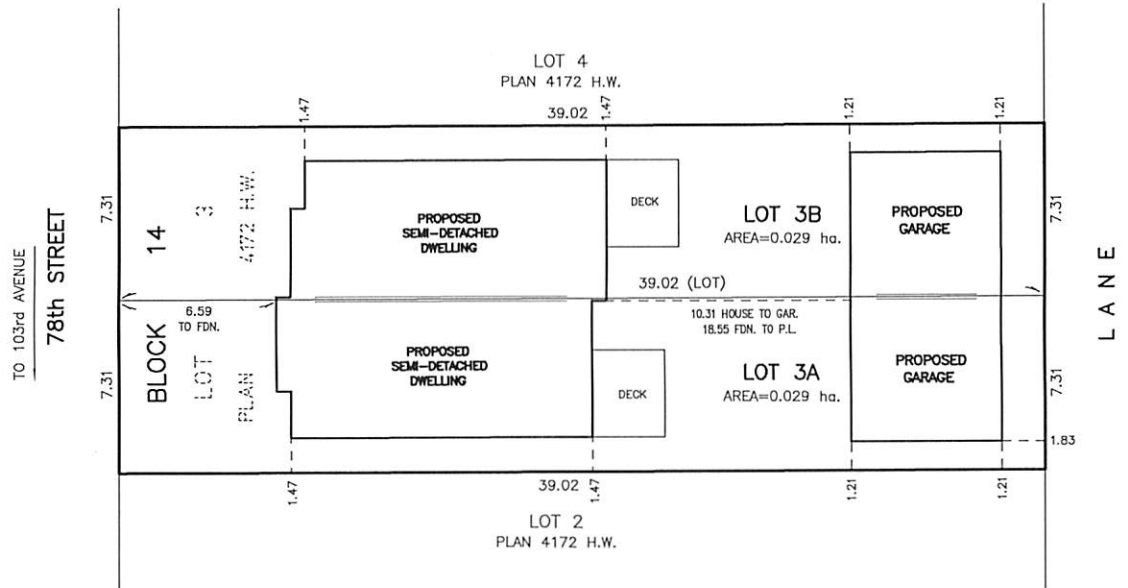 LOT 4
PLAN 4172 H.W.
39.02
1.47
1.47
1.21
1.21
TO 103rd AVENUE
78th STREET
7.31
7.31
BLOCK 14
LOT 3
PLAN 4172 H.W.
6.59
TO FDN.
PROPOSED
SEMI-DETACHED
DWELLING
DECK
LOT 3B
AREA=0.029 ha.
PROPOSED
GARAGE
7.31
39.02 (LOT)
10.31 HOUSE TO GAR.
18.55 FDN. TO P.L.
PROPOSED
SEMI-DETACHED
DWELLING
DECK
LOT 3A
AREA=0.029 ha.
PROPOSED
GARAGE
7.31
1.83
LANE
1.47
39.02
1.47
1.21
1.21
LOT 2
PLAN 4172 H.W.